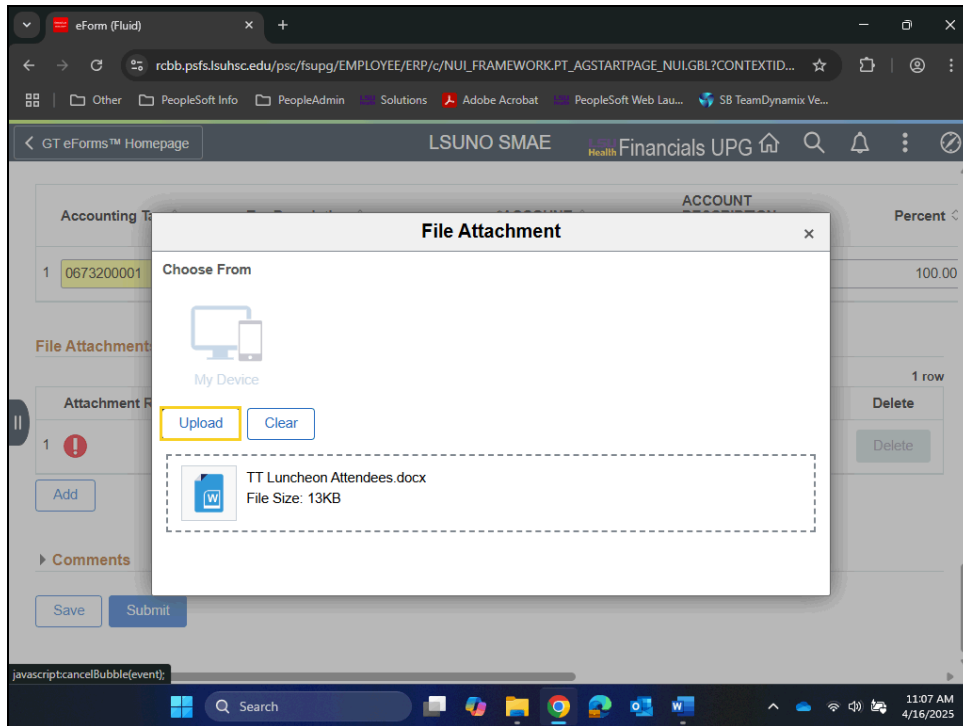 eForm (Fluid)
rcbb.psfs.lsuhsc.edu/psc/fsupg/EMPLOYEE/ERP/c/NUI_FRAMEWORK.PT_AGSTARTPAGE_NUI.GBL?CONTEXTID...
Other PeopleSoft Info PeopleAdmin Solutions Adobe Acrobat PeopleSoft Web Lau... SB TeamDynamix Ve...
GT eForms™ Homepage LSUNO SMAE Health Financials UPG
ACCOUNT
Accounting Percent
1 0673200001 100.00
File Attachment
Choose From
My Device
Upload Clear
TT Luncheon Attendees.docx
File Size: 13KB
File Attachment
1 row
Attachment R Delete
1 Delete
Add
Comments
Save Submit
javascript:cancelBubble(event);
Search
11:07 AM
4/16/2025